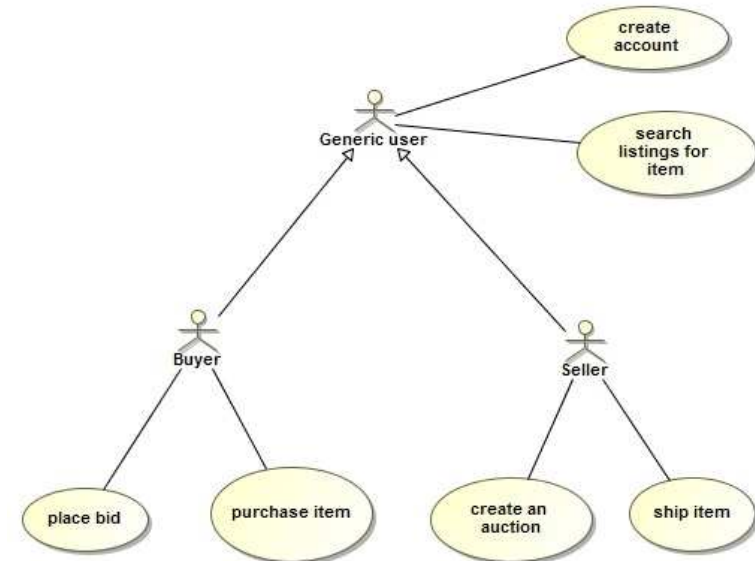 create
account
Generic user
search
listings for
item
Buyer
Seller
place bid
purchase item
create an
auction
ship item